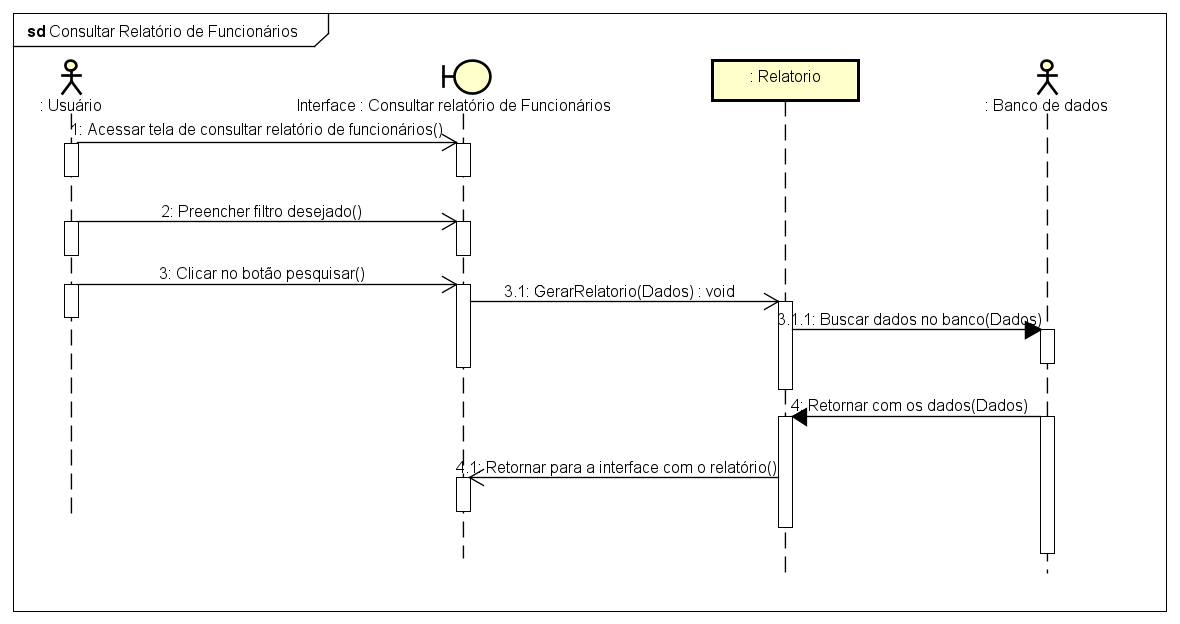 sd Consultar Relatório de Funcionários
: Usuário
Interface : Consultar relatório de Funcionários
: Relatorio
: Banco de dados
1: Acessar tela de consultar relatório de funcionários()
2: Preencher filtro desejado()
3: Clicar no botão pesquisar()
3.1: GerarRelatorio(Dados) : void
3.1.1: Buscar dados no banco(Dados)
4: Retornar com os dados(Dados)
4.1: Retornar para a interface com o relatório()